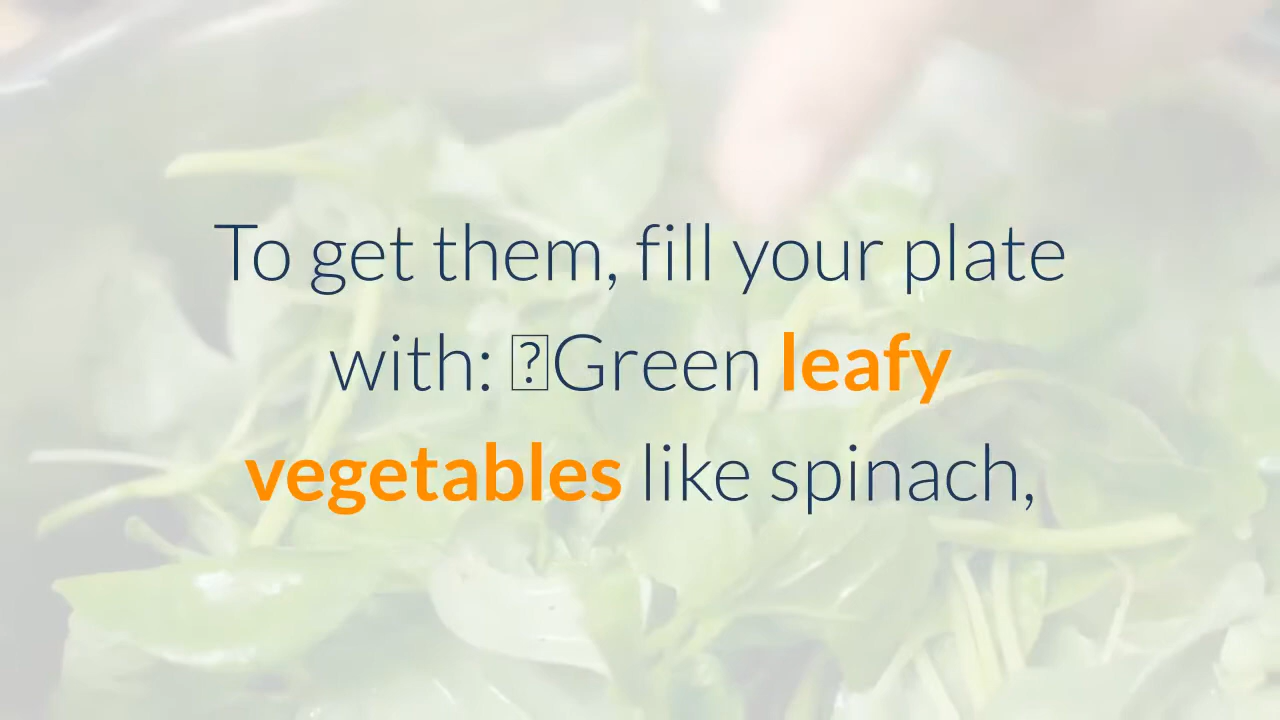 To get them, fill your plate
with: Green leafy
vegetables like spinach,